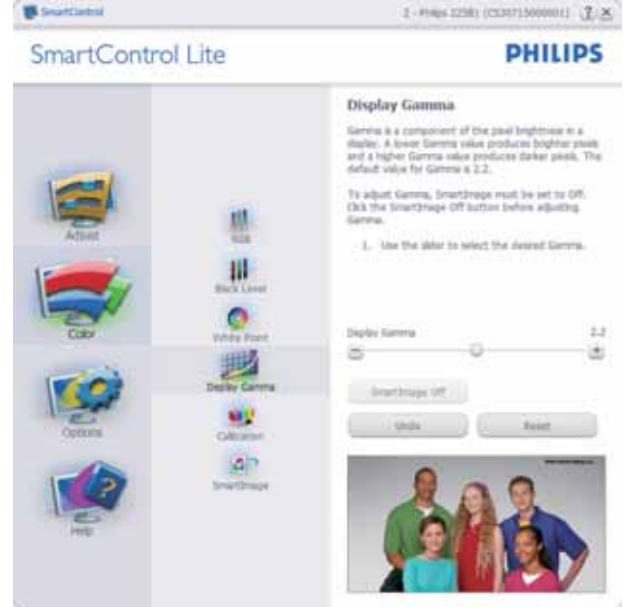 SmartControl
SmartControl Lite
PHILIPS
Adjust
Color
Options
Help
RGB
Black Level
White Point
Display Gamma
Calibration
SmartImage
Display Gamma
Gamma is a component of the pixel brightness in a
display. A lower Gamma value produces brighter pixels
and a higher Gamma value produces darker pixels. The
default value for Gamma is 2.2.
To adjust Gamma, SmartImage must be set to Off.
Click the SmartImage Off button before adjusting
Gamma.
1. Use the slider to select the desired Gamma.
Display Gamma 2.2
SmartImage Off
Undo Reset